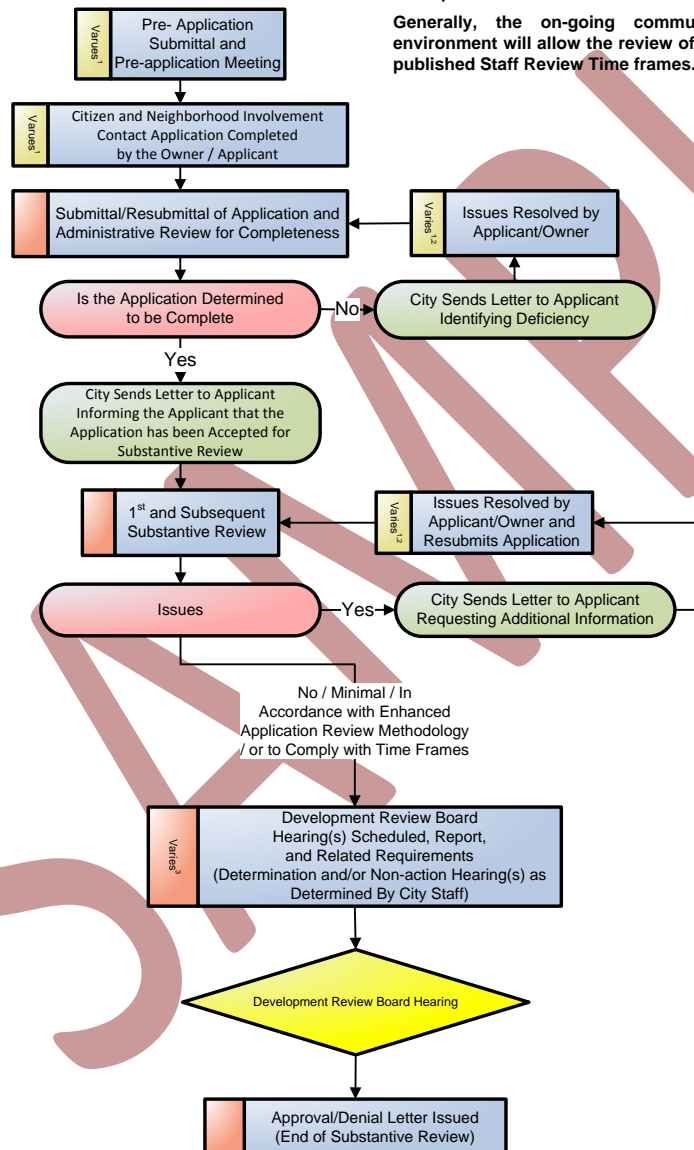 Pre- Application
Submittal and
Pre-application Meeting
Varues1
Generally, the on-going commu
environment will allow the review of
published Staff Review Time frames.
Citizen and Neighborhood Involvement
Contact Application Completed
by the Owner / Applicant
Varues1
Submittal/Resubmittal of Application and
Administrative Review for Completeness
Varies1,2
Issues Resolved by
Applicant/Owner
Is the Application Determined
to be Complete
No
City Sends Letter to Applicant
Identifying Deficiency
Yes
City Sends Letter to Applicant
Informing the Applicant that the
Application has been Accepted for
Substantive Review
1st and Subsequent
Substantive Review
Varies1,2
Issues Resolved by
Applicant/Owner and
Resubmits Application
Issues
Yes
City Sends Letter to Applicant
Requesting Additional Information
No / Minimal / In
Accordance with Enhanced
Application Review Methodology
/ or to Comply with Time Frames
Varies3
Development Review Board
Hearing(s) Scheduled, Report,
and Related Requirements
(Determination and/or Non-action Hearing(s) as
Determined By City Staff)
Development Review Board Hearing
Approval/Denial Letter Issued
(End of Substantive Review)